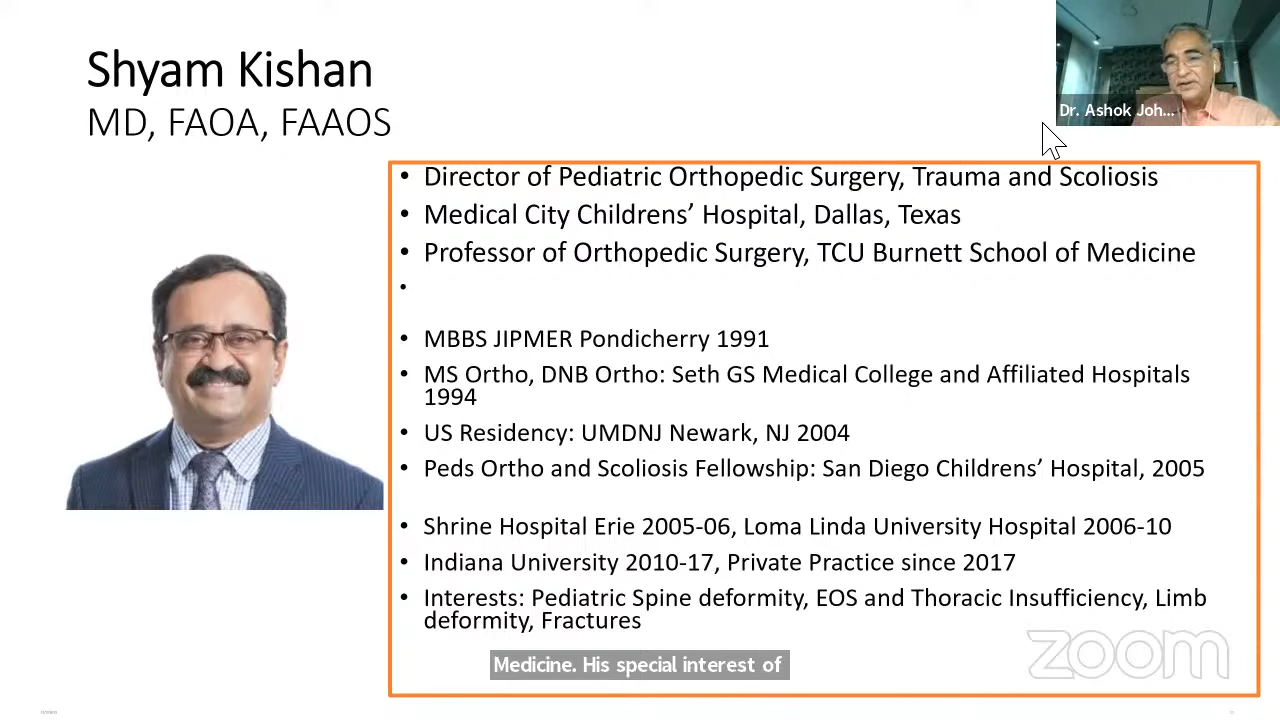 Shyam Kishan
MD, FAOA, FAAOS
Dr. Ashok Joh...
• Director of Pediatric Orthopedic Surgery, Trauma and Scoliosis
• Medical City Childrens’ Hospital, Dallas, Texas
• Professor of Orthopedic Surgery, TCU Burnett School of Medicine
•
• MBBS JIPMER Pondicherry 1991
• MS Ortho, DNB Ortho: Seth GS Medical College and Affiliated Hospitals
1994
• US Residency: UMDNJ Newark, NJ 2004
• Peds Ortho and Scoliosis Fellowship: San Diego Childrens’ Hospital, 2005
• Shrine Hospital Erie 2005-06, Loma Linda University Hospital 2006-10
• Indiana University 2010-17, Private Practice since 2017
• Interests: Pediatric Spine deformity, EOS and Thoracic Insufficiency, Limb
deformity, Fractures
zoom
Medicine. His special interest of